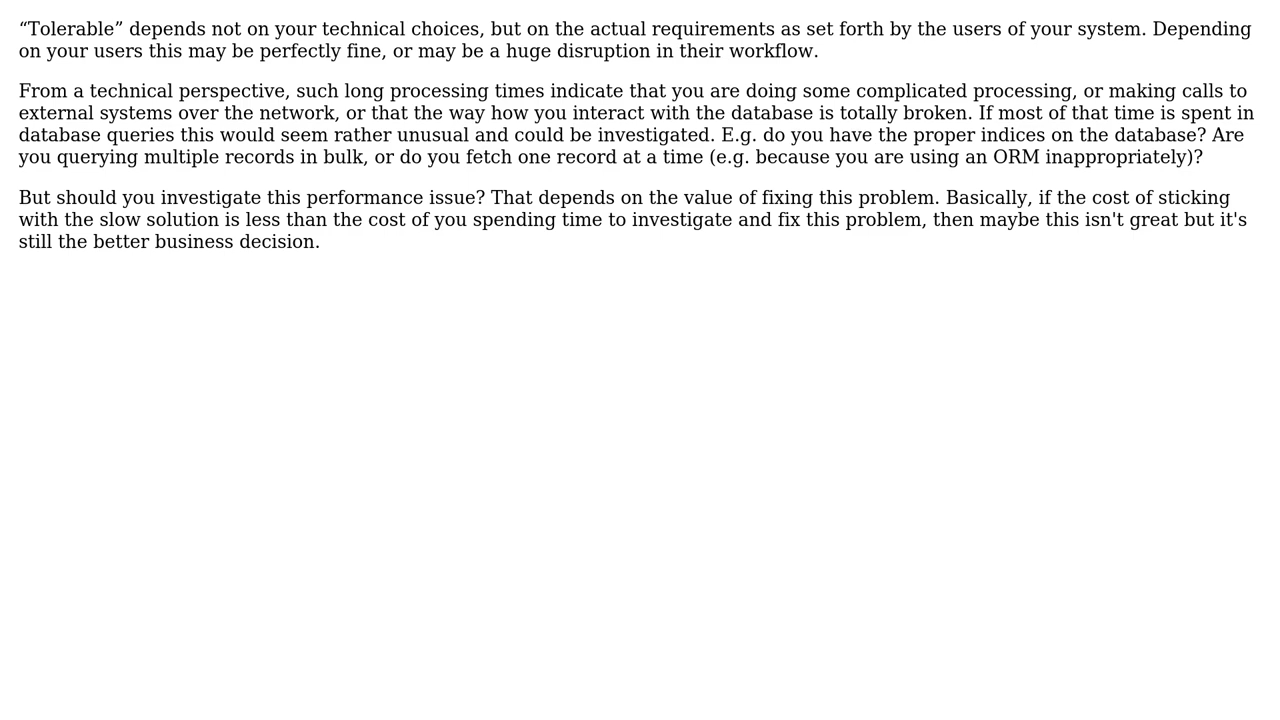 “Tolerable” depends not on your technical choices, but on the actual requirements as set forth by the users of your system. Depending
on your users this may be perfectly fine, or may be a huge disruption in their workflow.
From a technical perspective, such long processing times indicate that you are doing some complicated processing, or making calls to
external systems over the network, or that the way how you interact with the database is totally broken. If most of that time is spent in
database queries this would seem rather unusual and could be investigated. E.g. do you have the proper indices on the database? Are
you querying multiple records in bulk, or do you fetch one record at a time (e.g. because you are using an ORM inappropriately)?
But should you investigate this performance issue? That depends on the value of fixing this problem. Basically, if the cost of sticking
with the slow solution is less than the cost of you spending time to investigate and fix this problem, then maybe this isn't great but it's
still the better business decision.